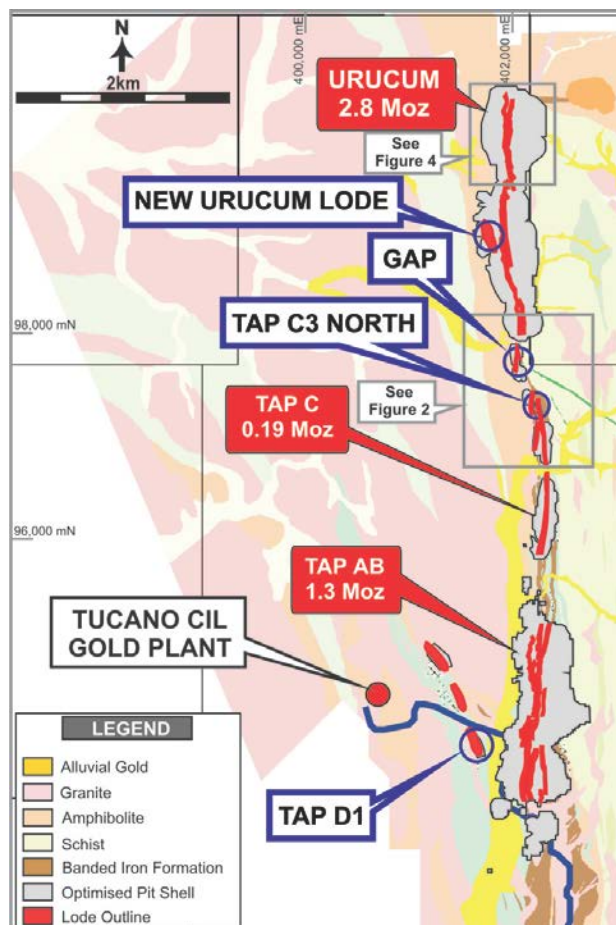 N
2km
400,000 mE
402,000 mE
URUCUM
2.8 Moz
See
Figure 4
NEW URUCUM LODE
GAP
TAP C3 NORTH
98,000 mN
See
Figure 2
TAP C
0.19 Moz
96,000 mN
TAP AB
1.3 Moz
TUCANO CIL
GOLD PLANT
TAP D1
LEGEND
Alluvial Gold
Granite
Amphibolite
Schist
Banded Iron Formation
Optimised Pit Shell
Lode Outline